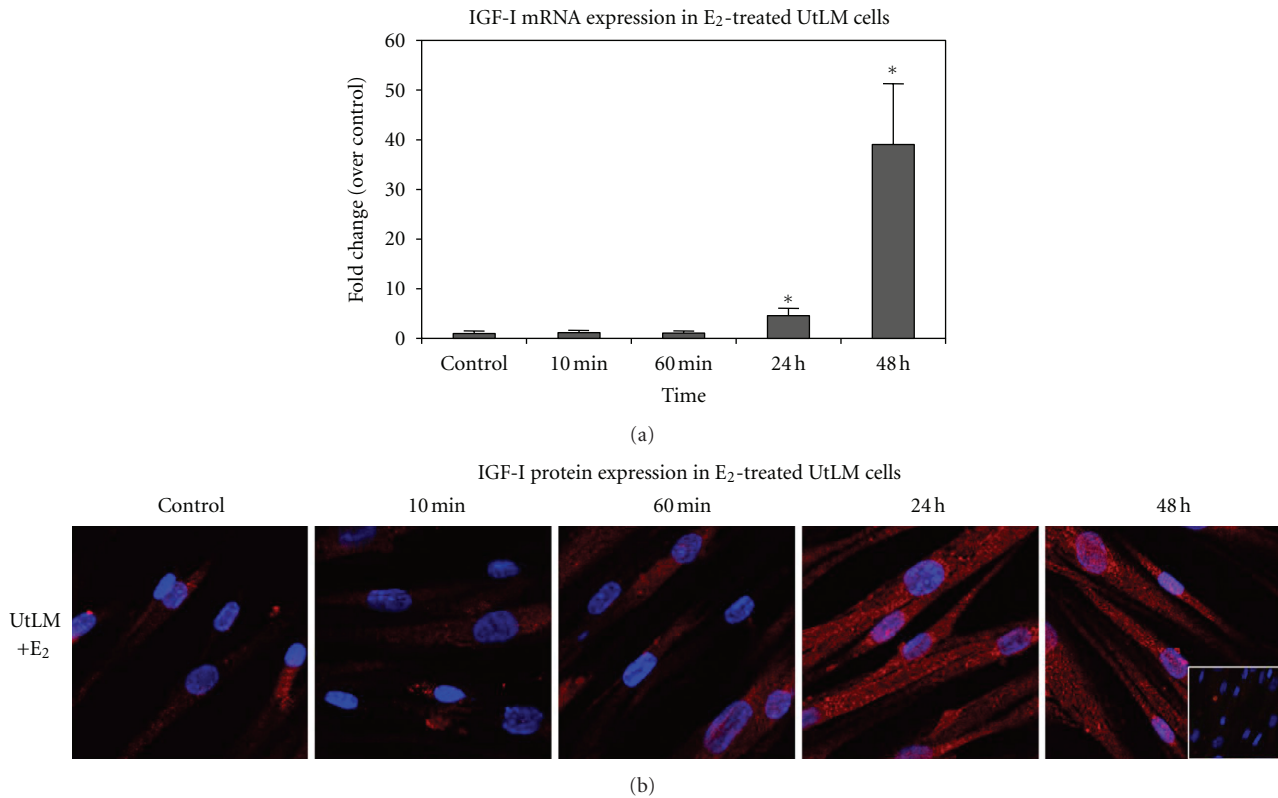 IGF-I mRNA expression in E₂-treated UtLM cells
60
50
40
30
20
10
0
Fold change (over control)
*
*
Control 10 min 60 min 24 h 48 h
Time
(a)
IGF-I protein expression in E₂-treated UtLM cells
Control 10 min 60 min 24 h 48 h
UtLM
+E₂
(b)